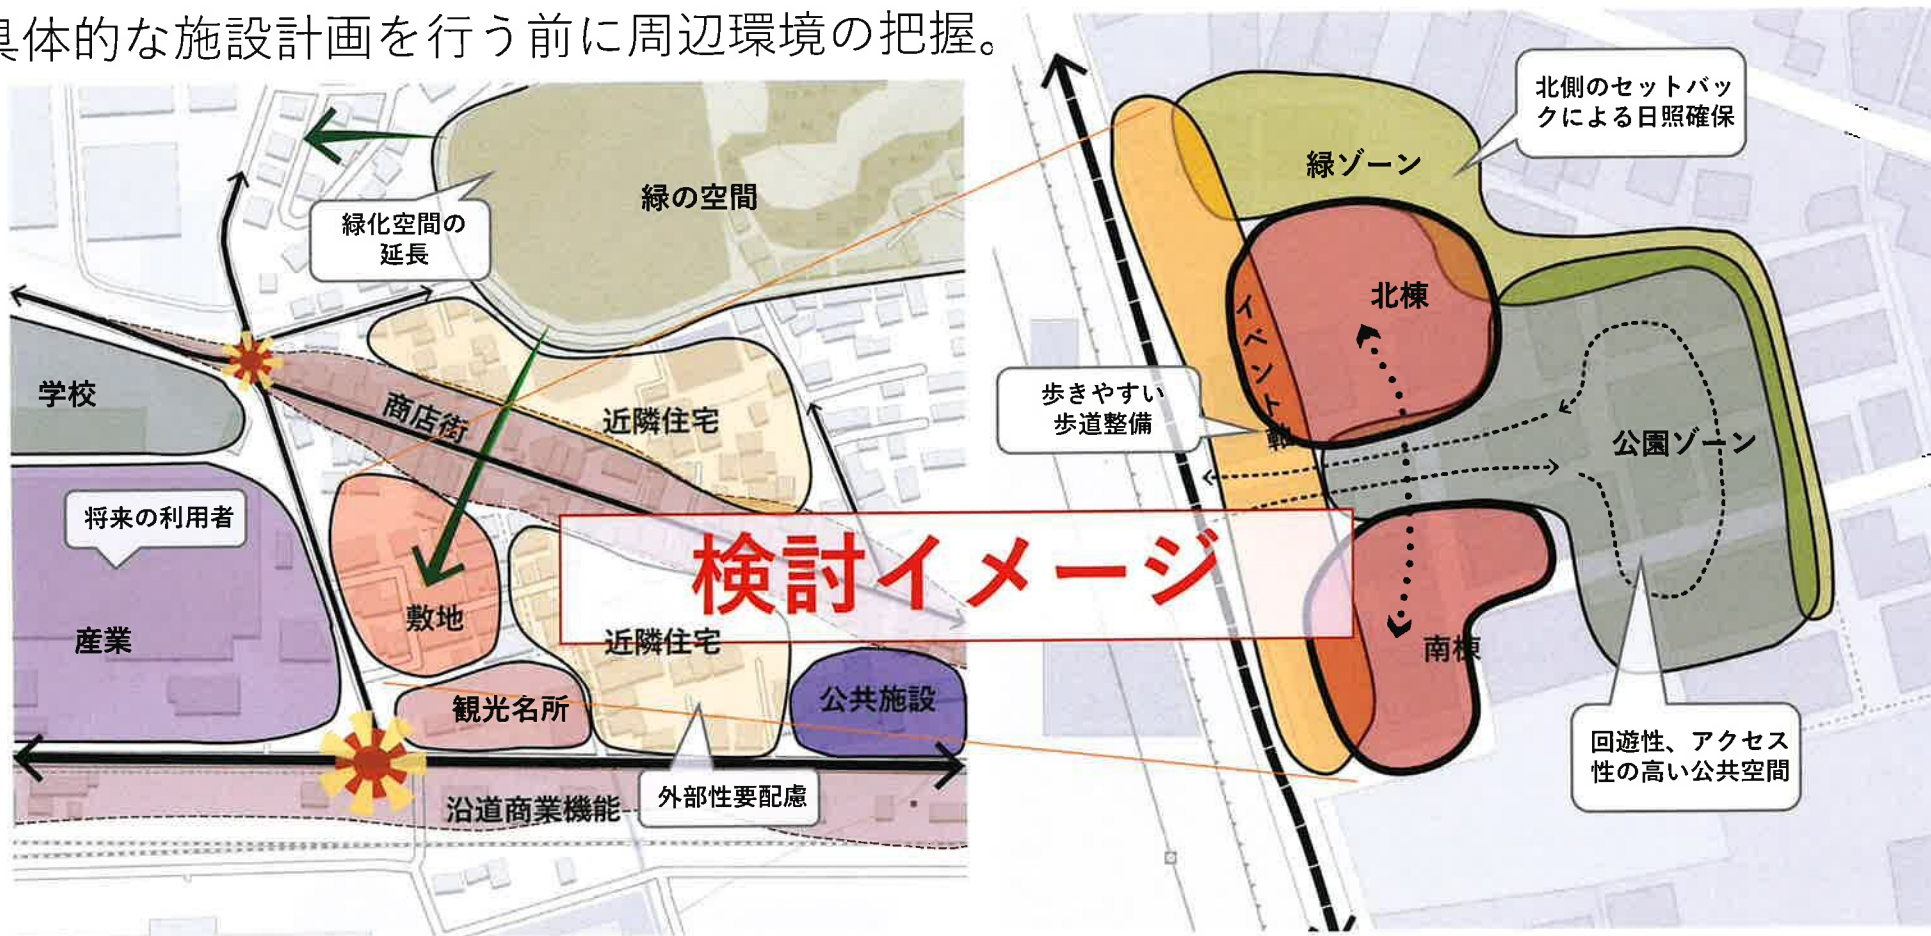 具体的な施設計画を行う前に周辺環境の把握。
緑の空間
緑化空間の
延長
学校
商店街
近隣住宅
将来の利用者
産業
敷地
近隣住宅
観光名所
公共施設
外部性要配慮
沿道商業機能
検討イメージ
北側のセットバッ
クによる日照確保
緑ゾーン
北棟
イベント軸
歩きやすい
歩道整備
公園ゾーン
南棟
回遊性、アクセス
性の高い公共空間